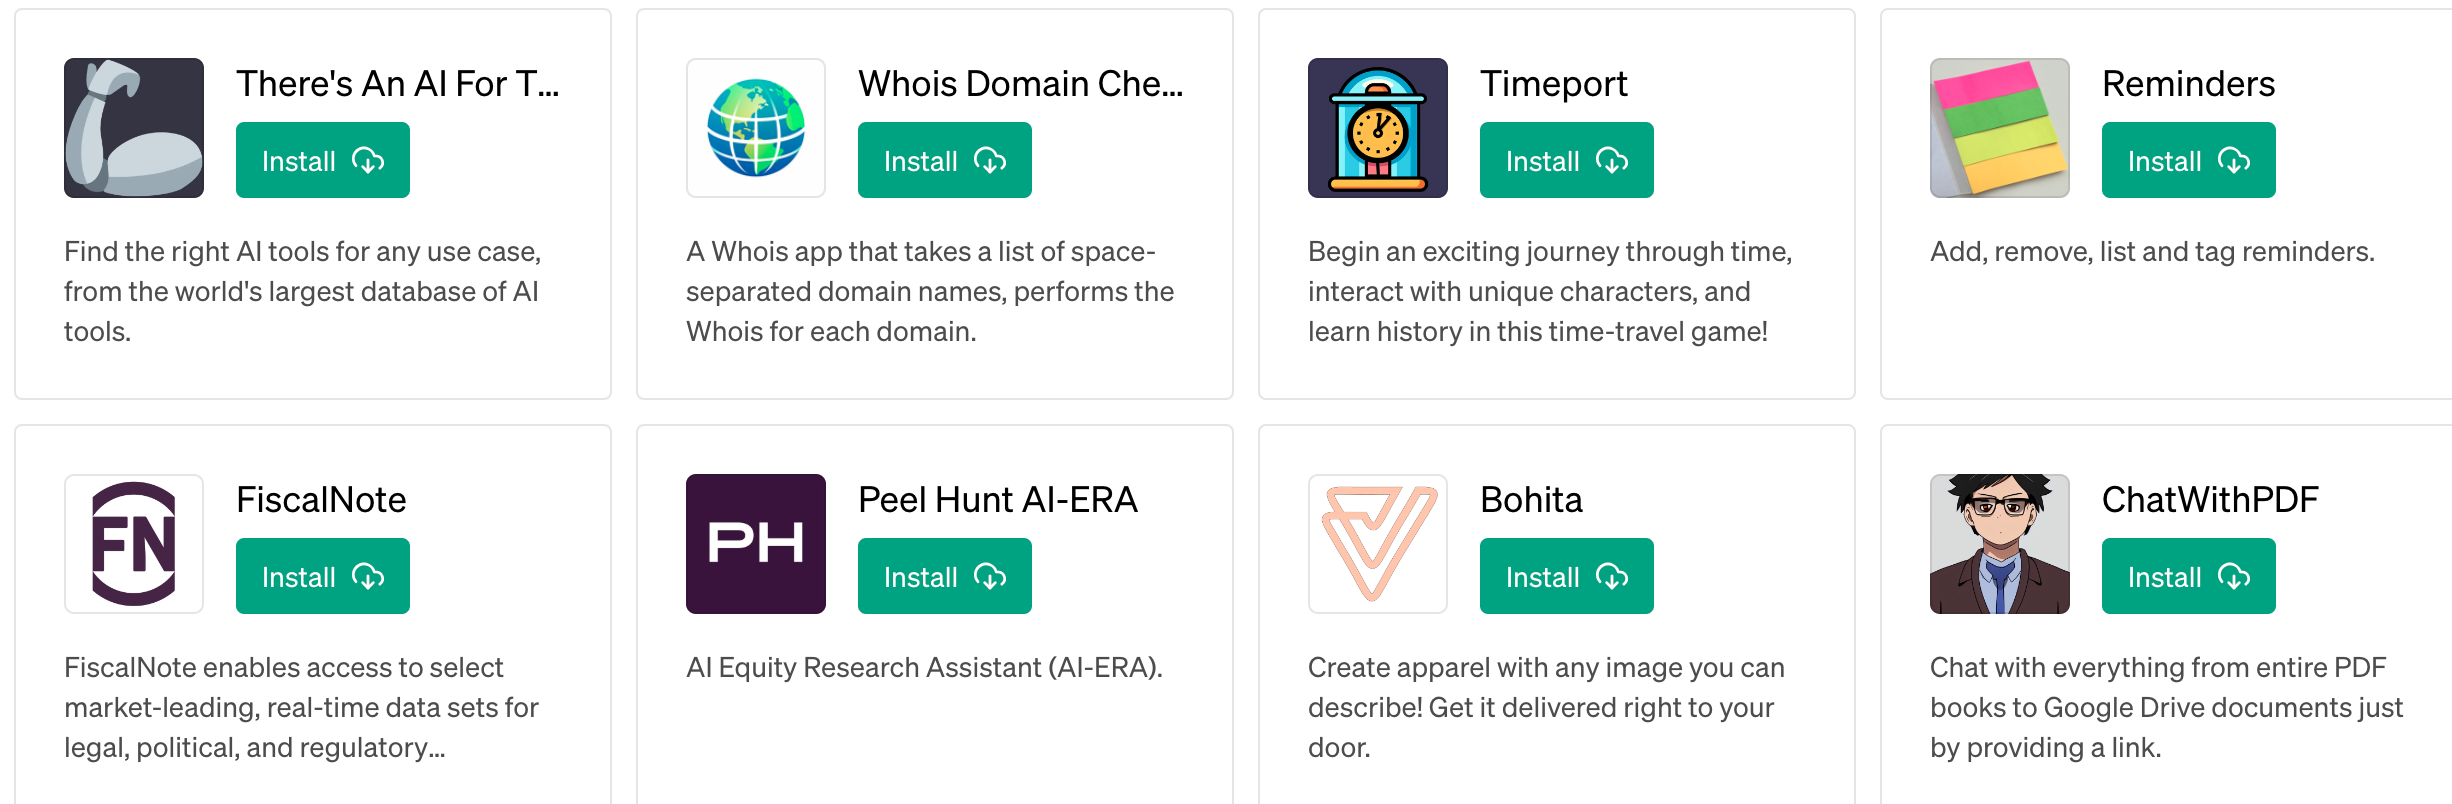 There's An AI For T...
Install
Find the right AI tools for any use case,
from the world's largest database of AI
tools.
Whois Domain Che...
Install
A Whois app that takes a list of space-
separated domain names, performs the
Whois for each domain.
Timeport
Install
Begin an exciting journey through time,
interact with unique characters, and
learn history in this time-travel game!
Reminders
Install
Add, remove, list and tag reminders.
FN
FiscalNote
Install
FiscalNote enables access to select
market-leading, real-time data sets for
legal, political, and regulatory...
PH
Peel Hunt AI-ERA
Install
AI Equity Research Assistant (AI-ERA).
Bohita
Install
Create apparel with any image you can
describe! Get it delivered right to your
door.
ChatWithPDF
Install
Chat with everything from entire PDF
books to Google Drive documents just
by providing a link.